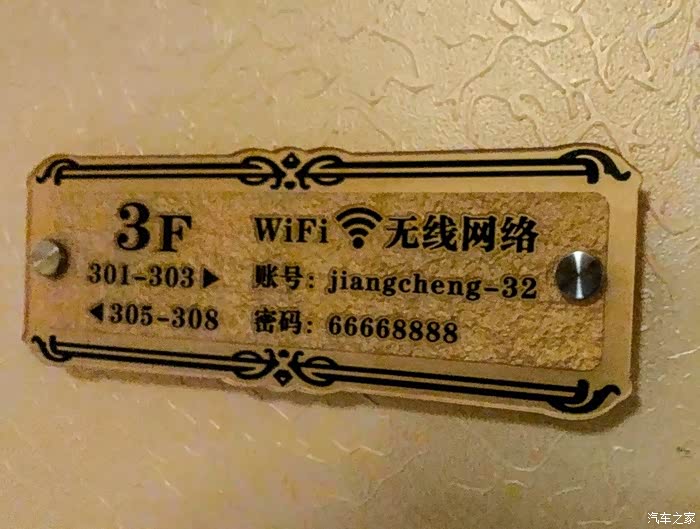 3F
301-303▶
◀305-308
WiFi 无线网络
账号: jiangcheng-32
密码: 66668888
汽车之家